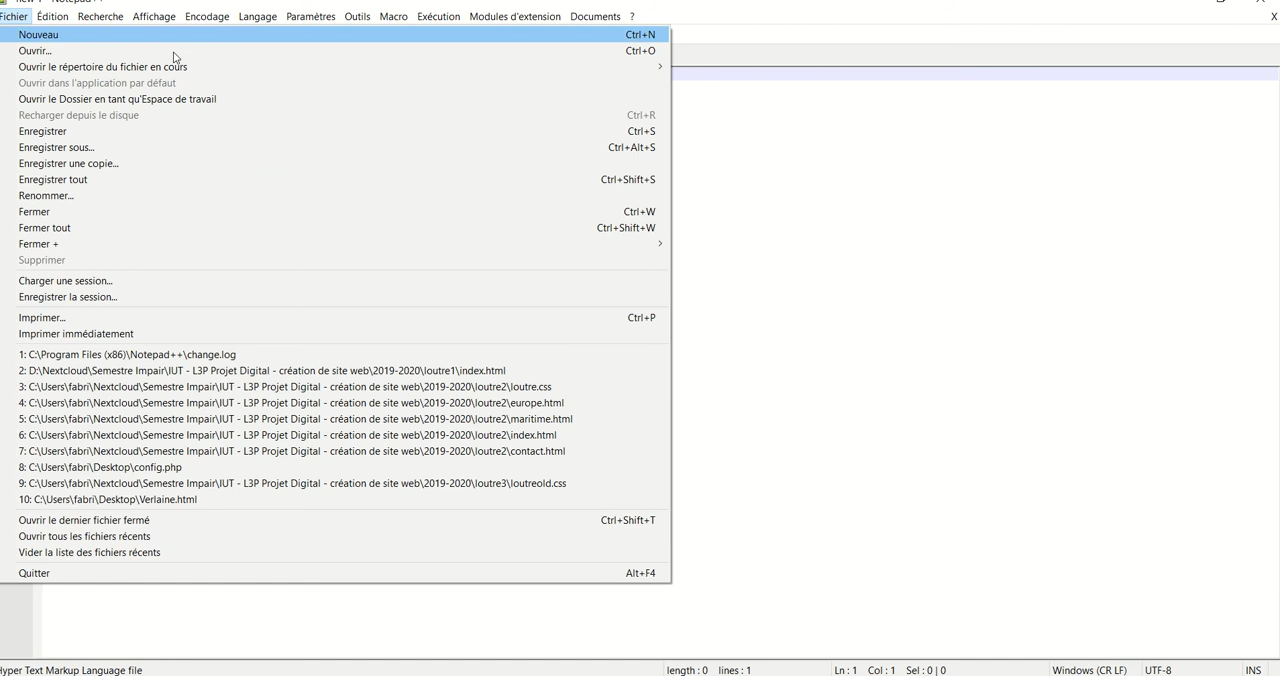 new 1 - Notepad++
Fichier Édition Recherche Affichage Encodage Langage Paramètres Outils Macro Exécution Modules d'extension Documents ? X
Nouveau Ctrl+N
Ouvrir... Ctrl+O
Ouvrir le répertoire du fichier en cours >
Ouvrir dans l'application par défaut
Ouvrir le Dossier en tant qu'Espace de travail
Recharger depuis le disque Ctrl+R
Enregistrer Ctrl+S
Enregistrer sous... Ctrl+Alt+S
Enregistrer une copie...
Enregistrer tout Ctrl+Shift+S
Renommer...
Fermer Ctrl+W
Fermer tout Ctrl+Shift+W
Fermer + >
Supprimer
Charger une session...
Enregistrer la session...
Imprimer... Ctrl+P
Imprimer immédiatement
1: C:\Program Files (x86)\Notepad++\change.log
2: D:\Nextcloud\Semestre Impair\IUT - L3P Projet Digital - création de site web\2019-2020\loutre1\index.html
3: C:\Users\fabri\Nextcloud\Semestre Impair\IUT - L3P Projet Digital - création de site web\2019-2020\loutre2\loutre.css
4: C:\Users\fabri\Nextcloud\Semestre Impair\IUT - L3P Projet Digital - création de site web\2019-2020\loutre2\europe.html
5: C:\Users\fabri\Nextcloud\Semestre Impair\IUT - L3P Projet Digital - création de site web\2019-2020\loutre2\maritime.html
6: C:\Users\fabri\Nextcloud\Semestre Impair\IUT - L3P Projet Digital - création de site web\2019-2020\loutre2\index.html
7: C:\Users\fabri\Nextcloud\Semestre Impair\IUT - L3P Projet Digital - création de site web\2019-2020\loutre2\contact.html
8: C:\Users\fabri\Desktop\config.php
9: C:\Users\fabri\Nextcloud\Semestre Impair\IUT - L3P Projet Digital - création de site web\2019-2020\loutre3\loutreold.css
10: C:\Users\fabri\Desktop\Verlaine.html
Ouvrir le dernier fichier fermé Ctrl+Shift+T
Ouvrir tous les fichiers récents
Vider la liste des fichiers récents
Quitter Alt+F4
Hyper Text Markup Language file length : 0 lines : 1 Ln : 1 Col : 1 Sel : 0 | 0 Windows (CR LF) UTF-8 INS